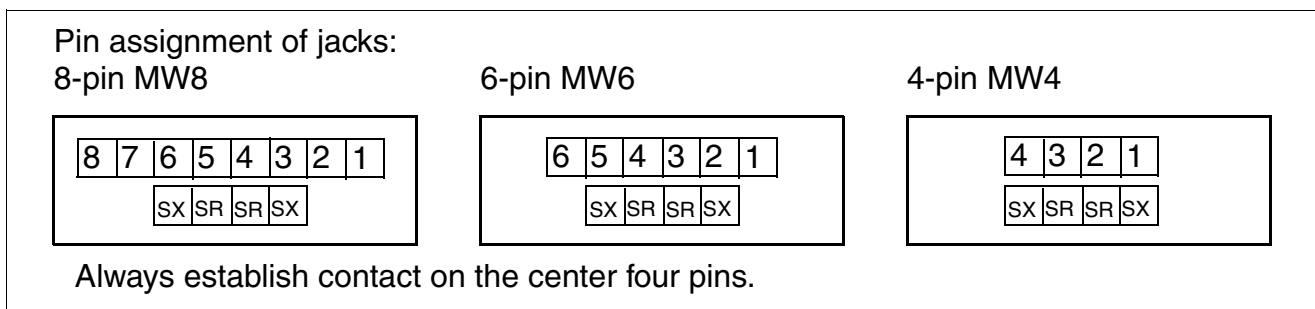 Pin assignment of jacks:
8-pin MW8 6-pin MW6 4-pin MW4
8 7 6 5 4 3 2 1 6 5 4 3 2 1 4 3 2 1
SX SR SR SX SX SR SR SX SX SR SR SX
Always establish contact on the center four pins.